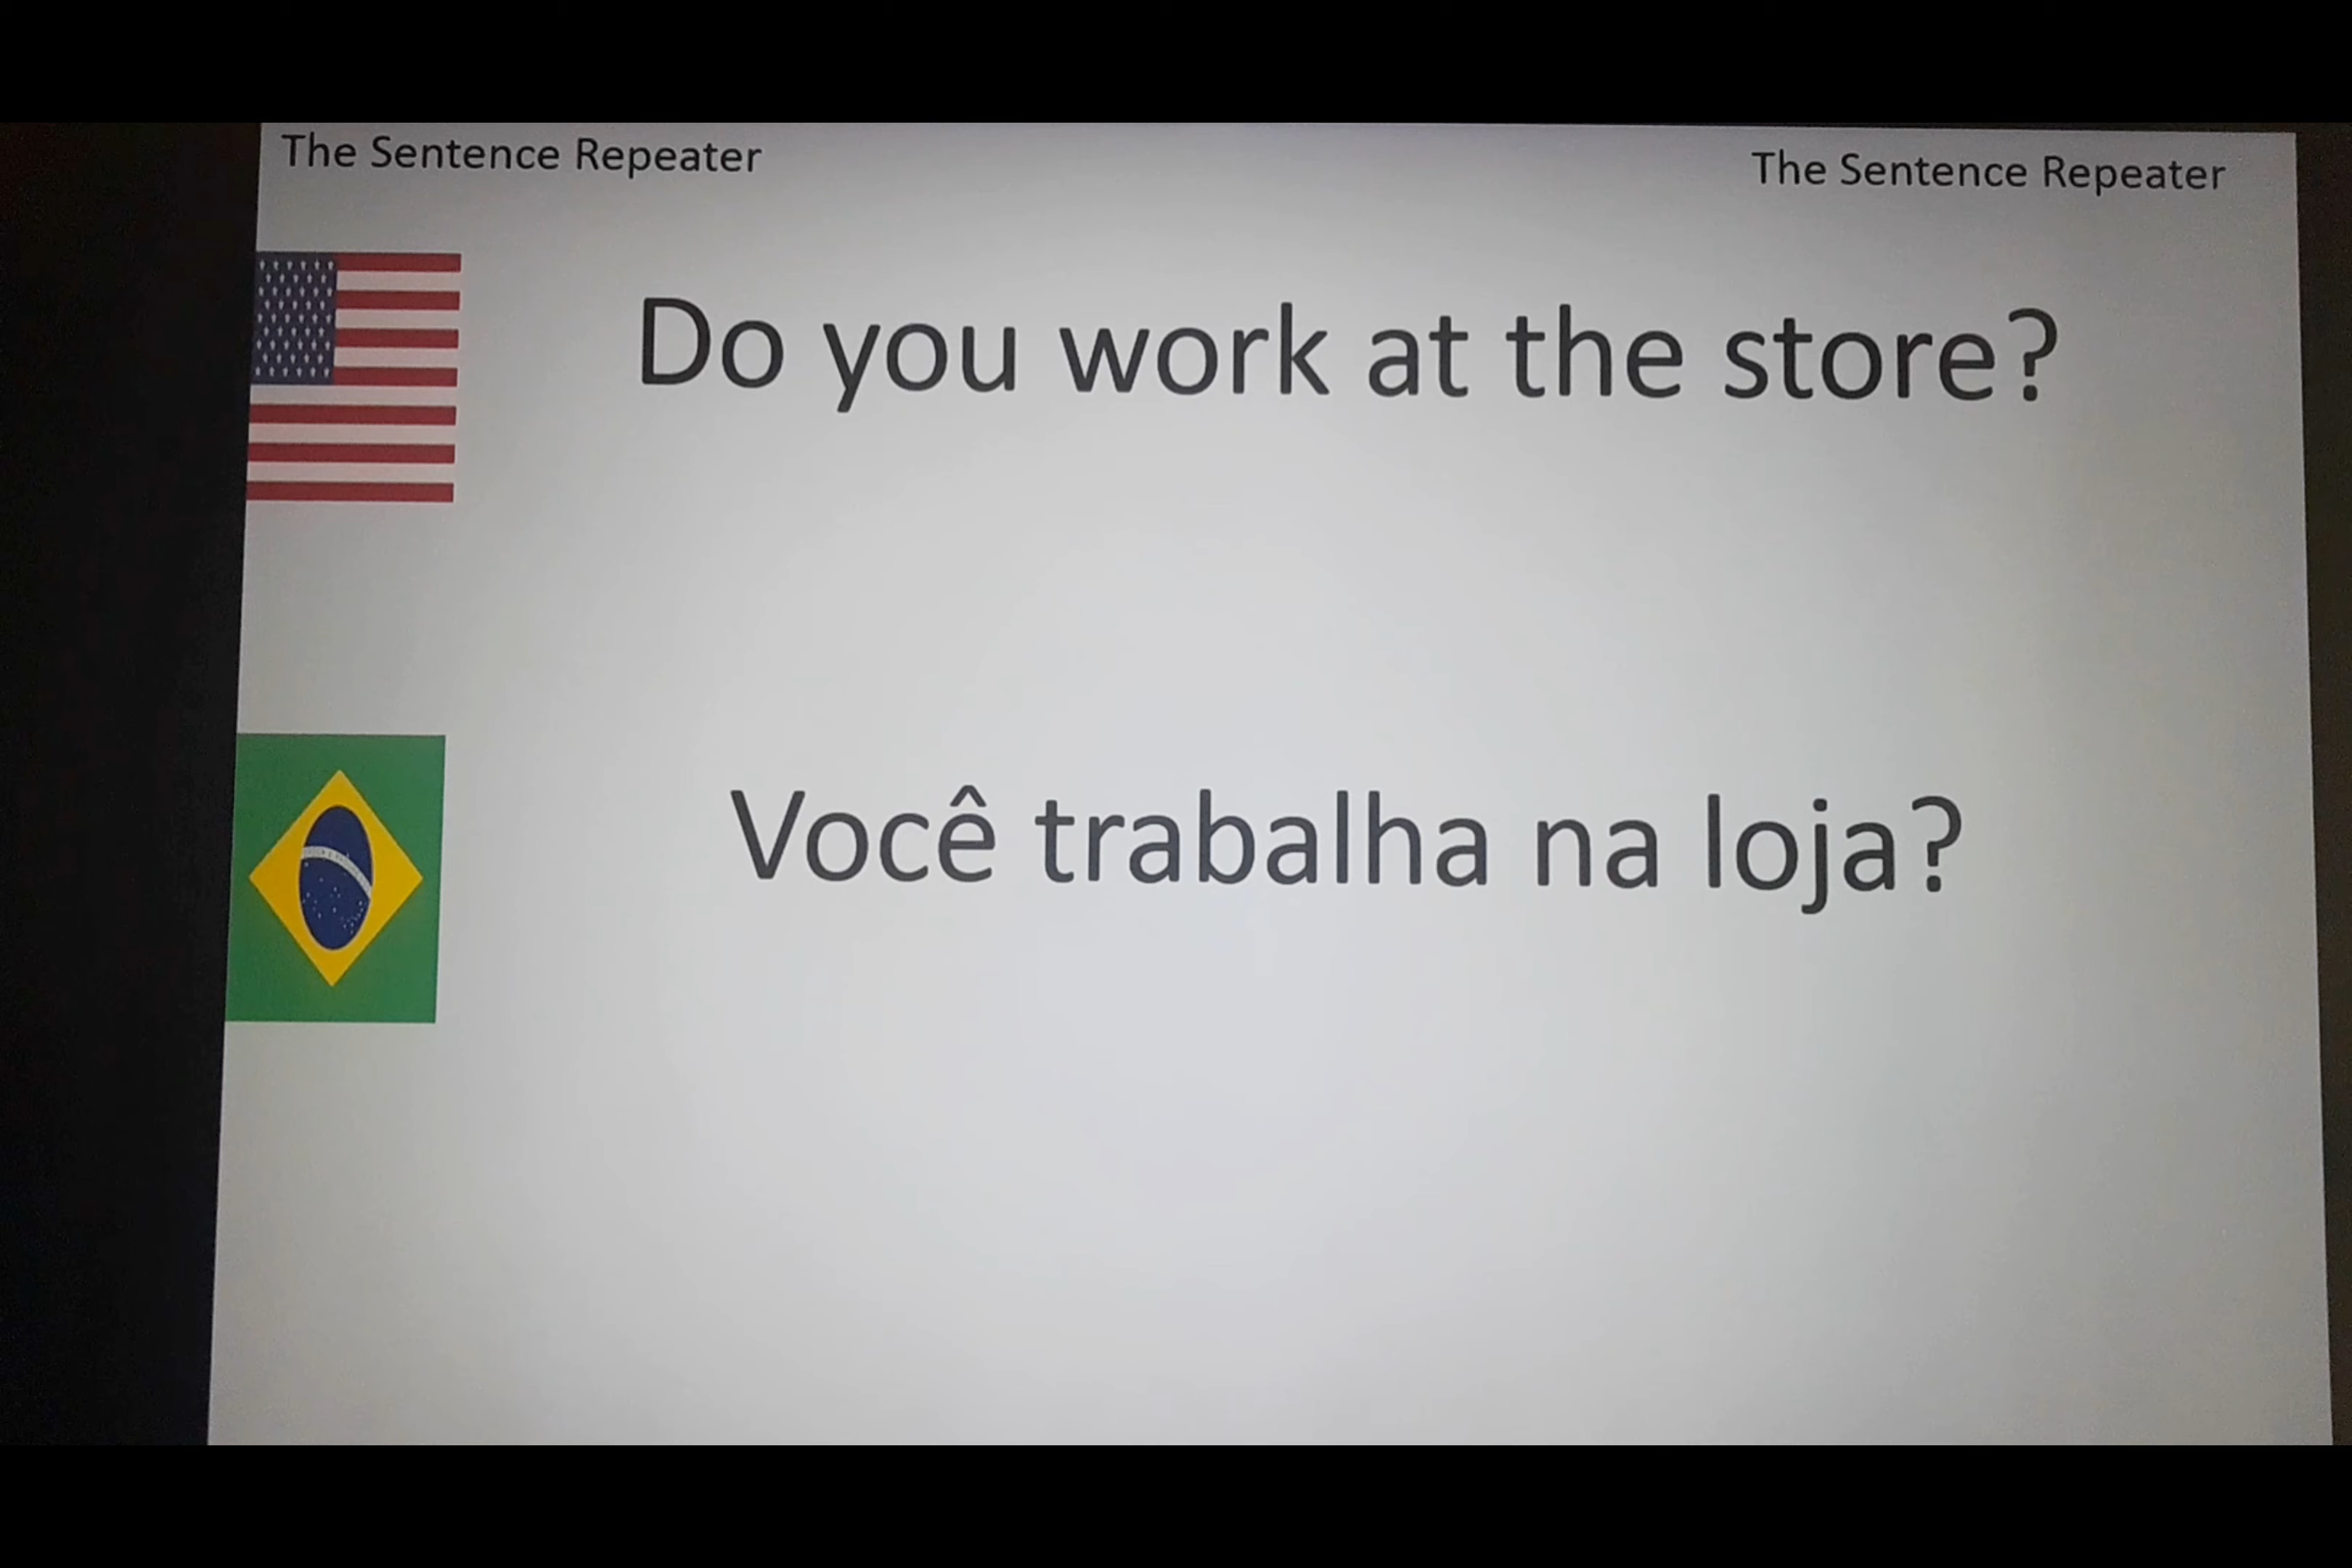 The Sentence Repeater
The Sentence Repeater
Do you work at the store?
Você trabalha na loja?